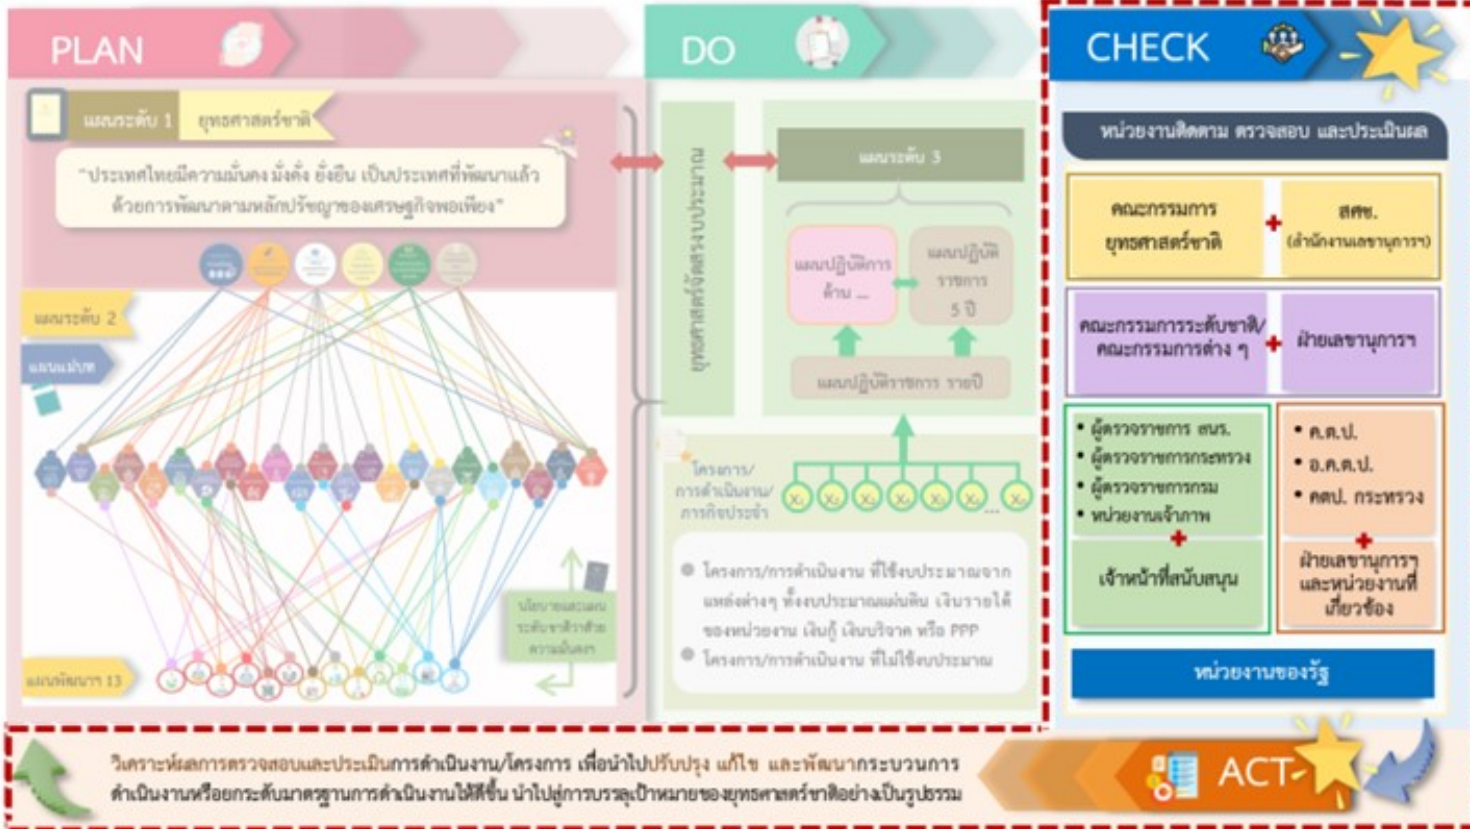 PLAN
แผนระดับ 1
ยุทธศาสตร์ชาติ
"ประเทศไทยมีความมั่นคง มั่งคั่ง ยั่งยืน เป็นประเทศที่พัฒนาแล้ว
ด้วยการพัฒนาตามหลักปรัชญาของเศรษฐกิจพอเพียง"
แผนระดับ 2
แผนแม่บท
นโยบายและแผน
ระดับชาติว่าด้วย
ความมั่นคงฯ
แผนพัฒนาฯ 13
DO
ยุทธศาสตร์จัดสรงบประมาณ
แผนระดับ 3
แผนปฏิบัติการ
ด้าน ...
แผนปฏิบัติ
ราชการ
5 ปี
แผนปฏิบัติราชการ รายปี
โครงการ/
การดำเนินงาน/
ภารกิจประจำ
...
● โครงการ/การดำเนินงาน ที่ใช้งบประมาณจาก
แหล่งต่างๆ ทั้งงบประมาณแผ่นดิน เงินรายได้
ของหน่วยงาน เงินกู้ เงินบริจาค หรือ PPP
● โครงการ/การดำเนินงาน ที่ไม่ใช้งบประมาณ
CHECK
หน่วยงานติดตาม ตรวจสอบ และประเมินผล
คณะกรรมการ
ยุทธศาสตร์ชาติ
+
สศช.
(สำนักงานเลขานุการฯ)
คณะกรรมการระดับชาติ/
คณะกรรมการต่าง ๆ
+
ฝ่ายเลขานุการฯ
• ผู้ตรวจราชการ สนร.
• ผู้ตรวจราชการกระทรวง
• ผู้ตรวจราชการกรม
• หน่วยงานเจ้าภาพ
+
เจ้าหน้าที่สนับสนุน
• ค.ต.ป.
• อ.ค.ต.ป.
• คตป. กระทรวง
+
ฝ่ายเลขานุการฯ
และหน่วยงานที่
เกี่ยวข้อง
หน่วยงานของรัฐ
วิเคราะห์ผลการตรวจสอบและประเมินการดำเนินงาน/โครงการ เพื่อนำไปปรับปรุง แก้ไข และพัฒนากระบวนการ
ดำเนินงานหรือยกระดับมาตรฐานการดำเนินงานให้ดีขึ้น นำไปสู่การบรรลุเป้าหมายของยุทธศาสตร์ชาติอย่างเป็นรูปธรรม
ACT